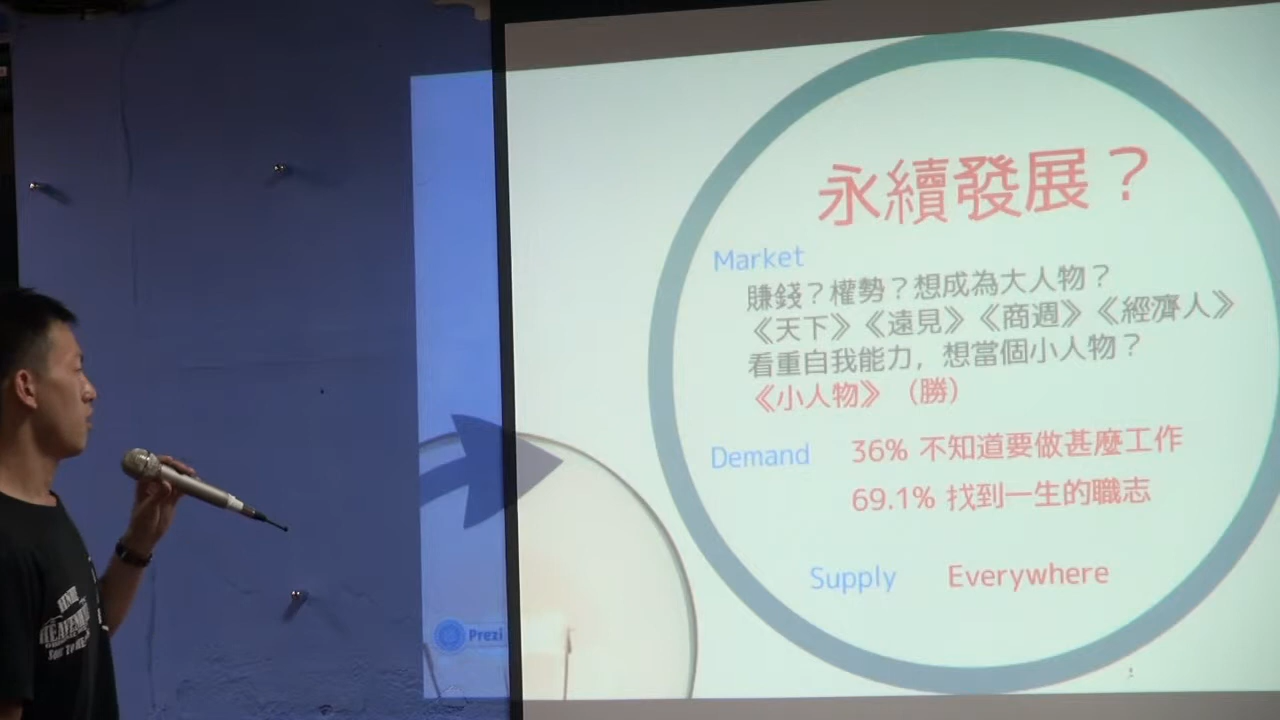 永續發展？
Market
賺錢？權勢？想成為大人物？
《天下》《遠見》《商週》《經濟人》
看重自我能力，想當個小人物？
《小人物》（勝）
Demand 36% 不知道要做甚麼工作
69.1% 找到一生的職志
Supply Everywhere
Prezi